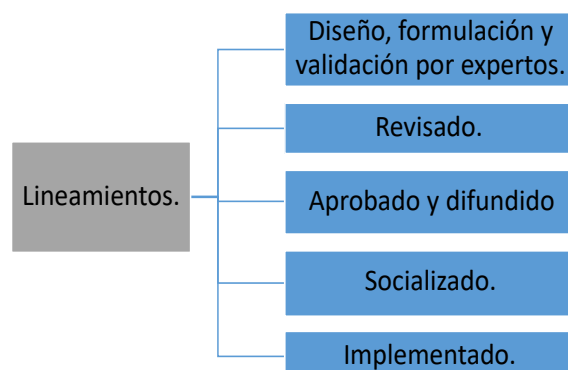 Lineamientos.
Diseño, formulación y
validación por expertos.
Revisado.
Aprobado y difundido
Socializado.
Implementado.